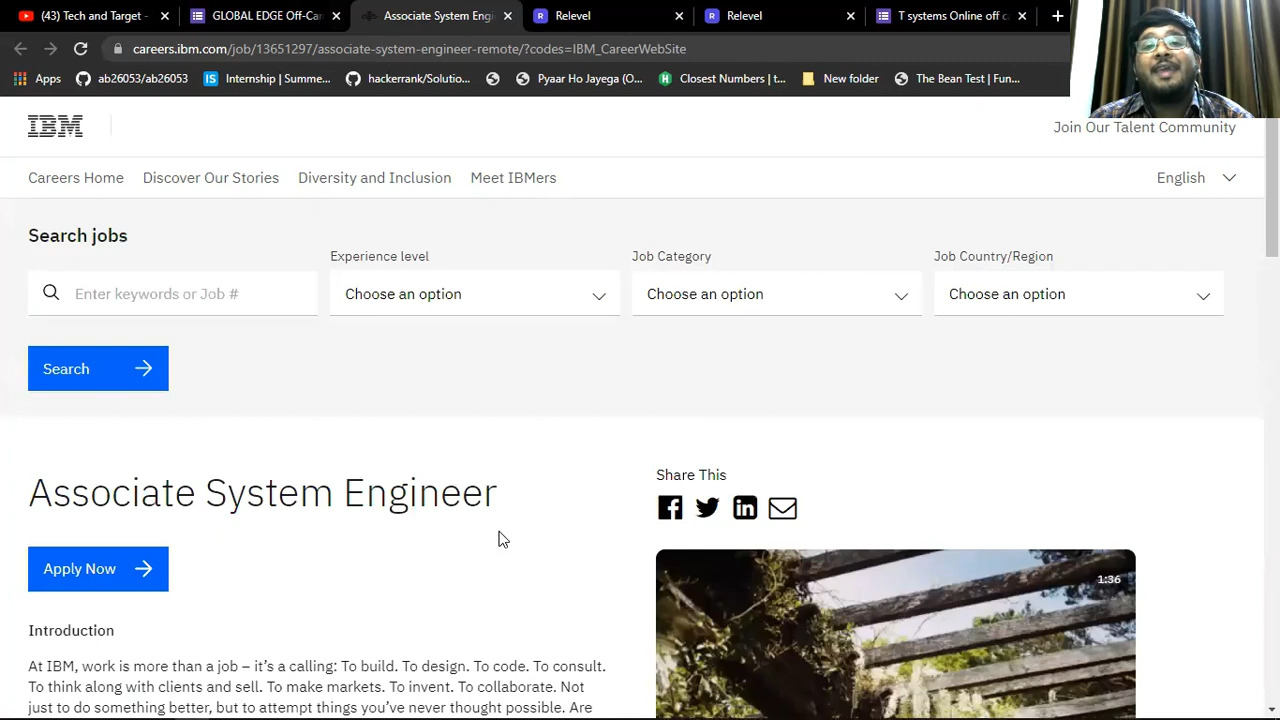 (43) Tech and Target -
GLOBAL EDGE Off-Ca
Associate System Engi
Relevel
Relevel
T systems Online off c
careers.ibm.com/job/13651297/associate-system-engineer-remote/?codes=IBM_CareerWebSite
Apps
ab26053/ab26053
Internship | Summe...
hackerrank/Solutio...
Pyaar Ho Jayega (O...
Closest Numbers | t...
New folder
The Bean Test | Fun...
IBM
Join Our Talent Community
Careers Home
Discover Our Stories
Diversity and Inclusion
Meet IBMers
English
Search jobs
Experience level
Job Category
Job Country/Region
Enter keywords or Job #
Choose an option
Choose an option
Choose an option
Search
Associate System Engineer
Share This
Apply Now
1:36
Introduction
At IBM, work is more than a job – it's a calling: To build. To design. To code. To consult.
To think along with clients and sell. To make markets. To invent. To collaborate. Not
just to do something better, but to attempt things you've never thought possible. Are